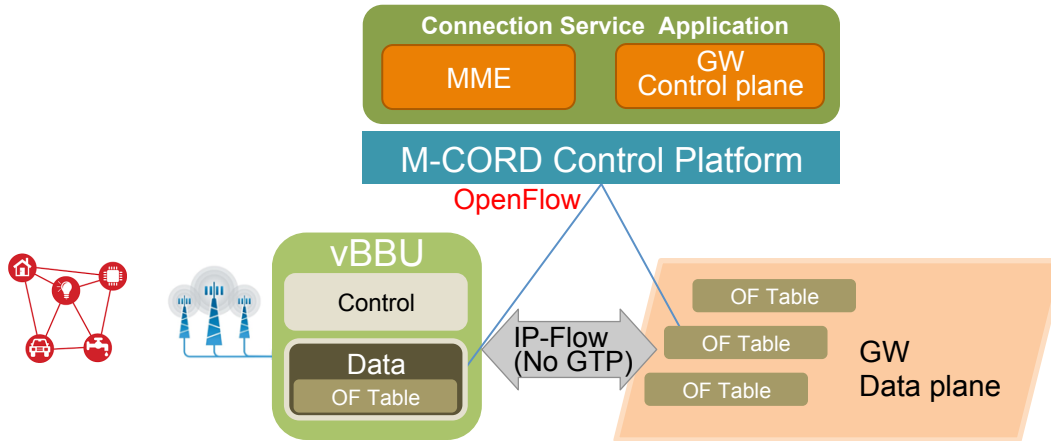 Connection Service Application
MME
GW
Control plane
M-CORD Control Platform
OpenFlow
vBBU
Control
Data
OF Table
IP-Flow
(No GTP)
OF Table
OF Table
OF Table
GW
Data plane